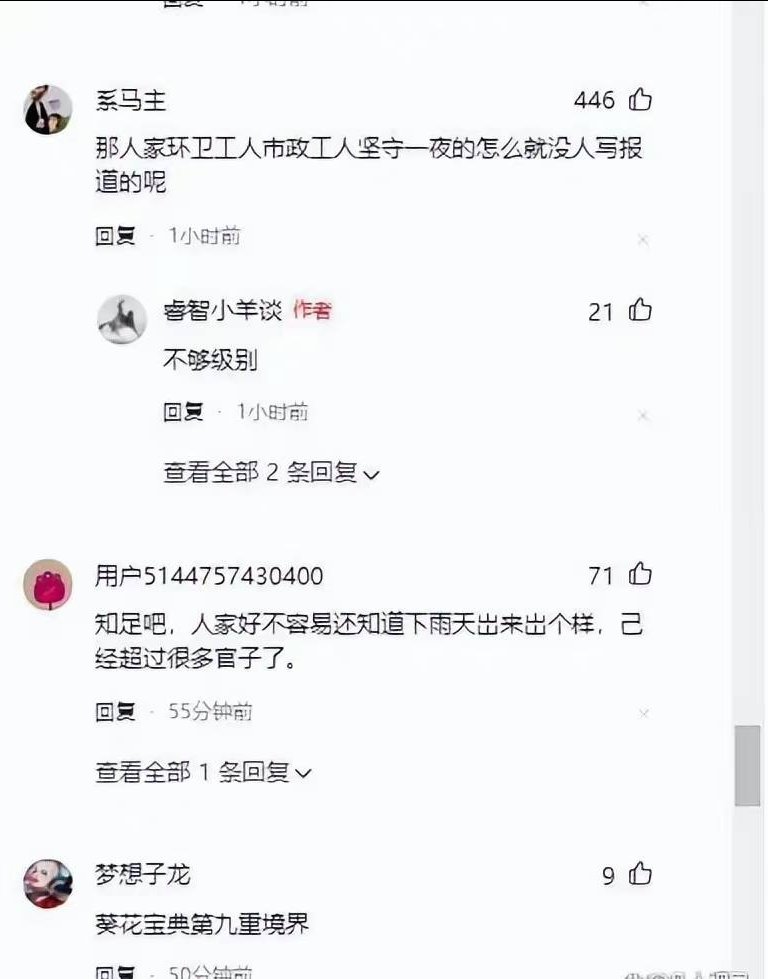 系马主
446
那人家环卫工人市政工人坚守一夜的怎么就没人写报
道的呢
回复 · 1小时前
睿智小羊谈 作者
21
不够级别
回复 · 1小时前
查看全部 2 条回复
用户5144757430400
71
知足吧，人家好不容易还知道下雨天出来出个样，己
经超过很多官子了。
回复 · 55分钟前
查看全部 1 条回复
梦想子龙
9
葵花宝典第九重境界
回复 · 50分钟前